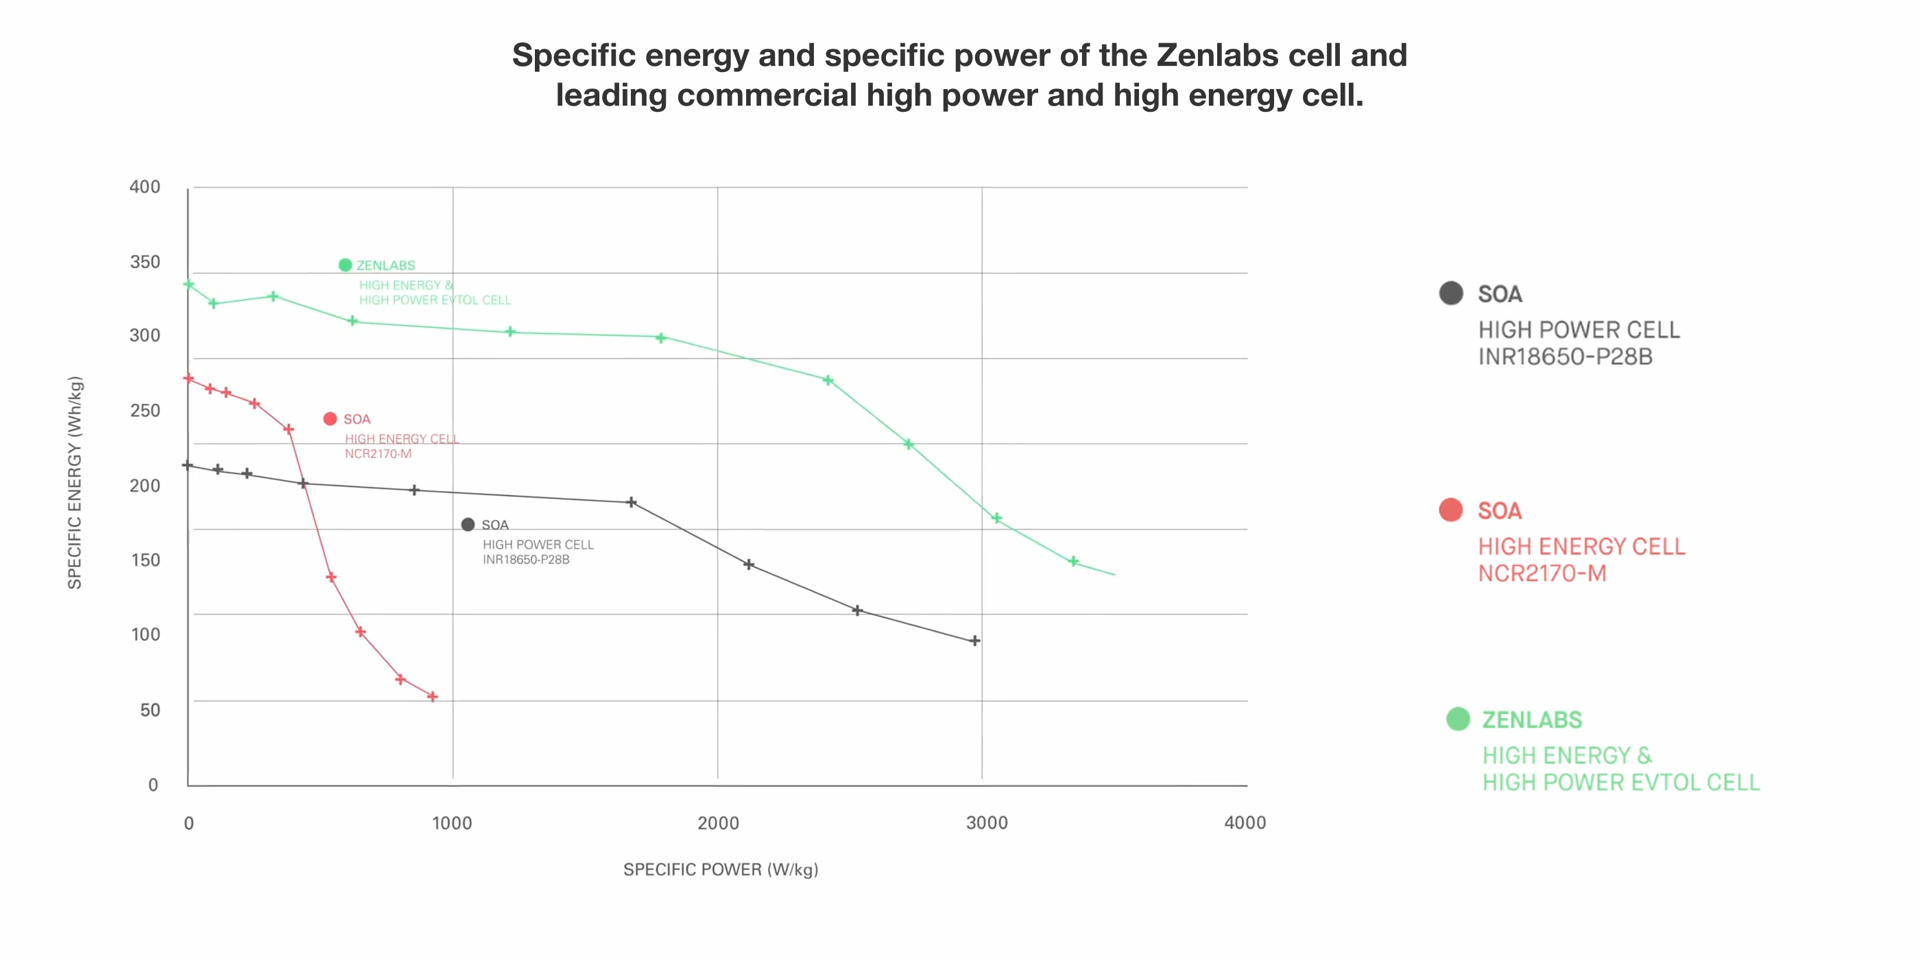 Specific energy and specific power of the Zenlabs cell and
leading commercial high power and high energy cell.
SPECIFIC ENERGY (Wh/kg)
400
350
300
250
200
150
100
50
0
0
1000
2000
3000
4000
SPECIFIC POWER (W/kg)
ZENLABS
HIGH ENERGY &
HIGH POWER EVTOL CELL
SOA
HIGH ENERGY CELL
NCR2170-M
SOA
HIGH POWER CELL
INR18650-P28B
SOA
HIGH POWER CELL
INR18650-P28B
SOA
HIGH ENERGY CELL
NCR2170-M
ZENLABS
HIGH ENERGY &
HIGH POWER EVTOL CELL